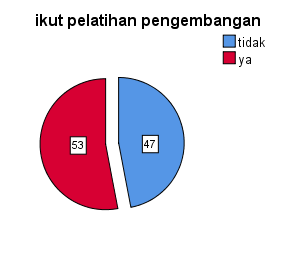 ikut pelatihan pengembangan
tidak
ya
53
47